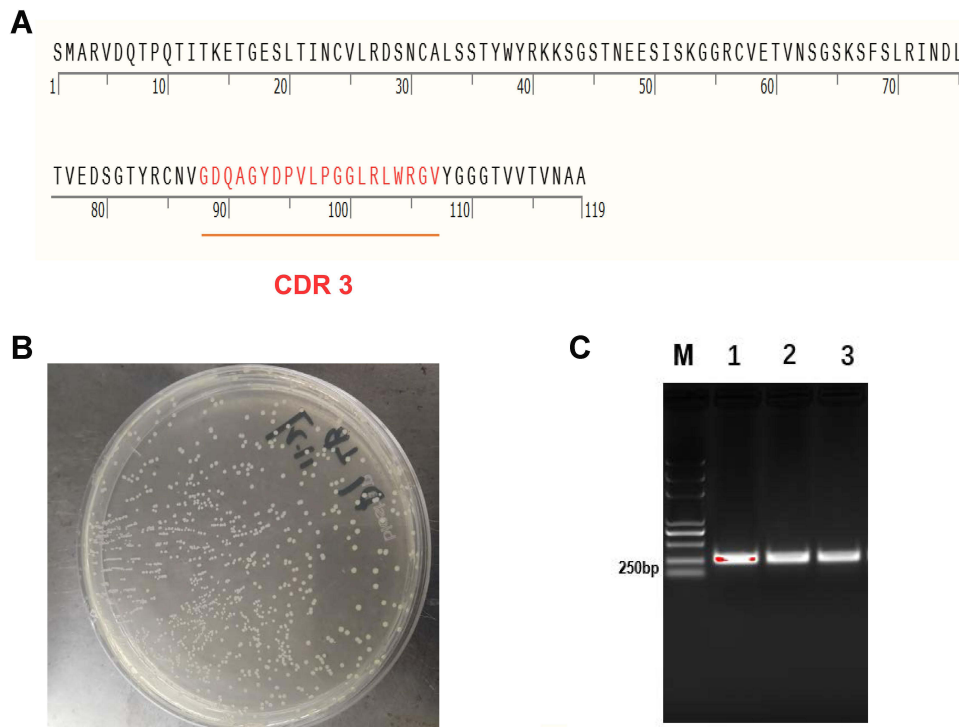 A
SMARVDQTPQTITKETGESLTINCVLRDSNCALSSTYWYRKKSGSTNEESISKGGRCVETVNSGSKSFSLRINDL
1 10 20 30 40 50 60 70
TVEDSGTYRCNVGDQAGYDPVLPGGLRLWRGVYGGGTVVTVNAA
80 90 100 110 119
CDR 3
B
C
M 1 2 3
250bp